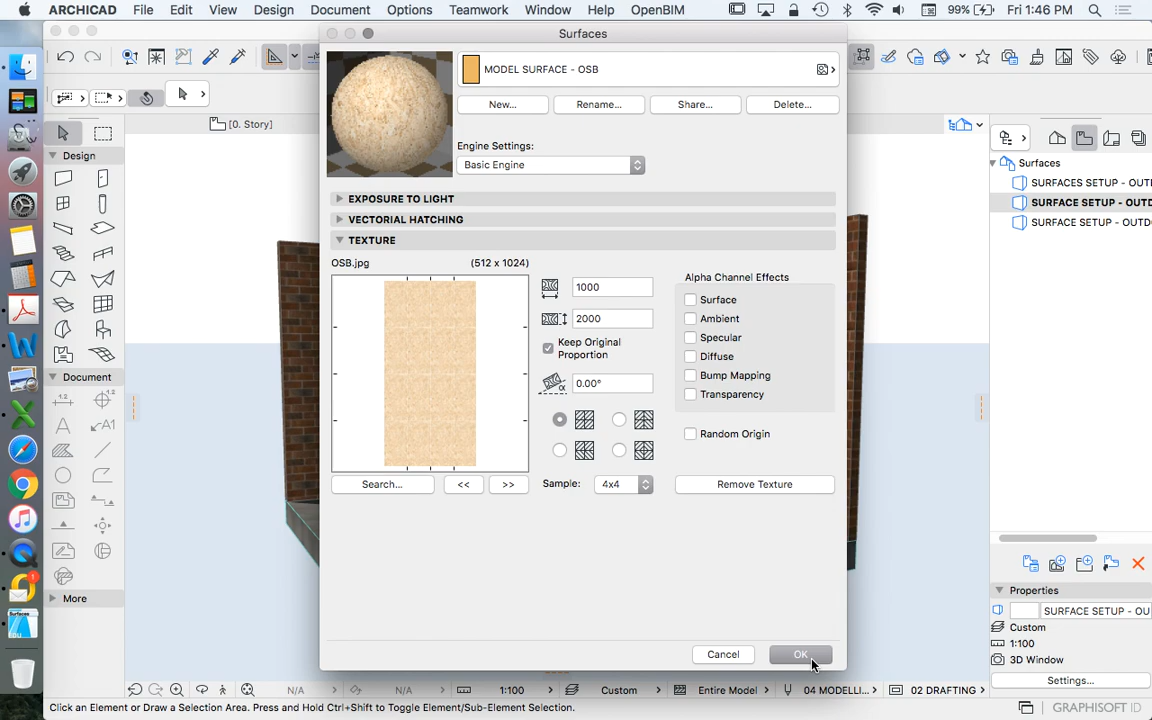 ARCHICAD File Edit View Design Document Options Teamwork Window Help OpenBIM 99% Fri 1:46 PM
Surfaces
MODEL SURFACE - OSB
New... Rename... Share... Delete...
Engine Settings:
Basic Engine
EXPOSURE TO LIGHT
VECTORIAL HATCHING
TEXTURE
OSB.jpg (512 x 1024)
1000
2000
Keep Original
Proportion
0.00°
Alpha Channel Effects
Surface
Ambient
Specular
Diffuse
Bump Mapping
Transparency
Random Origin
Search... << >> Sample: 4x4 Remove Texture
Cancel OK
[0. Story]
Design
Document
More
Surfaces
SURFACES SETUP - OUT
SURFACE SETUP - OUTD
SURFACE SETUP - OUTD
Properties
SURFACE SETUP - OU
Custom
1:100
3D Window
Settings...
N/A N/A 1:100 Custom Entire Model 04 MODELLI... 02 DRAFTING
Click an Element or Draw a Selection Area. Press and Hold Ctrl+Shift to Toggle Element/Sub-Element Selection.
GRAPHISOFT ID